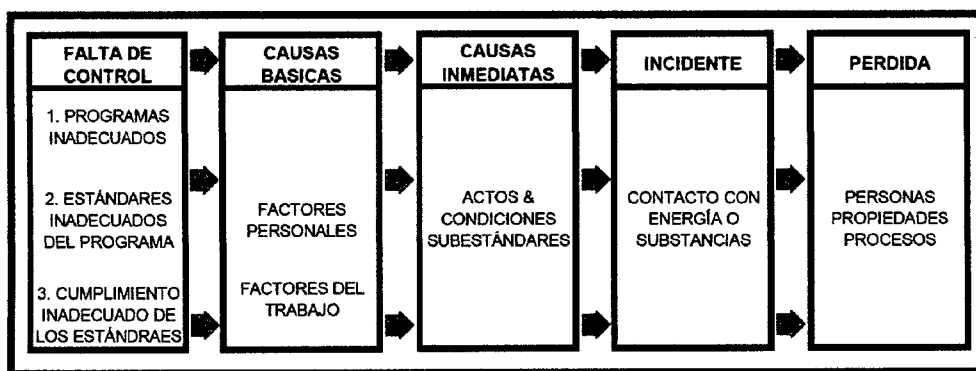 FALTA DE
CONTROL
1. PROGRAMAS
INADECUADOS
2. ESTÁNDARES
INADECUADOS
DEL PROGRAMA
3. CUMPLIMIENTO
INADECUADO DE
LOS ESTÁNDRAES
CAUSAS
BASICAS
FACTORES
PERSONALES
FACTORES DEL
TRABAJO
CAUSAS
INMEDIATAS
ACTOS &
CONDICIONES
SUBESTÁNDARES
INCIDENTE
CONTACTO CON
ENERGÍA O
SUBSTANCIAS
PERDIDA
PERSONAS
PROPIEDADES
PROCESOS